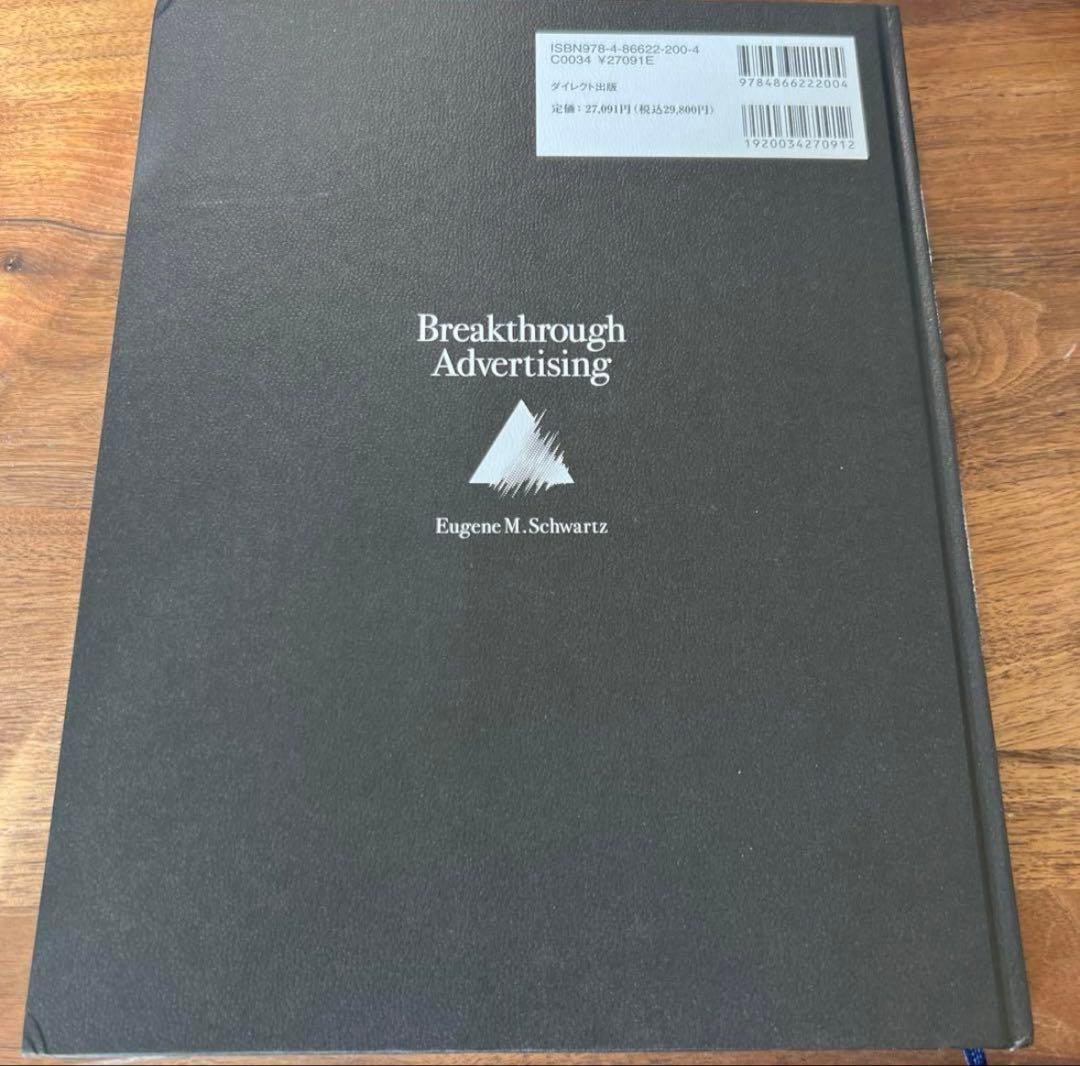 ISBN978-4-86622-200-4
C0034 ¥27091E
ダイレクト出版
定価：27,091円（税込29,800円）
9784866222004
1920034270912
Breakthrough
Advertising
Eugene M. Schwartz